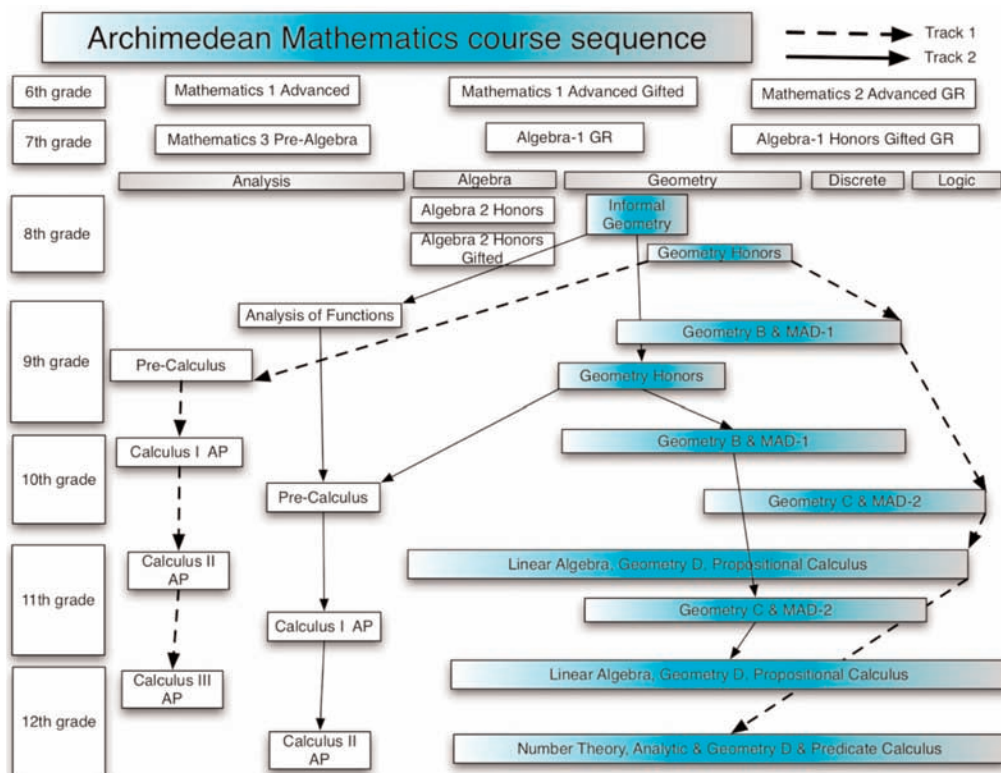 Archimedean Mathematics course sequence
Track 1
Track 2
6th grade
Mathematics 1 Advanced
Mathematics 1 Advanced Gifted
Mathematics 2 Advanced GR
7th grade
Mathematics 3 Pre-Algebra
Algebra-1 GR
Algebra-1 Honors Gifted GR
Analysis
Algebra
Geometry
Discrete
Logic
8th grade
Algebra 2 Honors
Informal
Geometry
Algebra 2 Honors
Gifted
Geometry Honors
9th grade
Analysis of Functions
Geometry B & MAD-1
Pre-Calculus
Geometry Honors
10th grade
Calculus I AP
Geometry B & MAD-1
Pre-Calculus
Geometry C & MAD-2
11th grade
Calculus II
AP
Linear Algebra, Geometry D, Propositional Calculus
Geometry C & MAD-2
Calculus I AP
12th grade
Calculus III AP
Linear Algebra, Geometry D, Propositional Calculus
Calculus II
AP
Number Theory, Analytic & Geometry D & Predicate Calculus